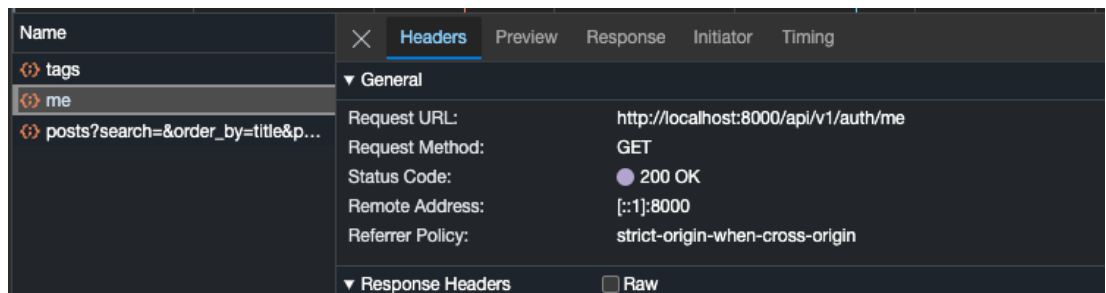 Name
tags
me
posts?search=&order_by=title&p...
Headers Preview Response Initiator Timing
General
Request URL: http://localhost:8000/api/v1/auth/me
Request Method: GET
Status Code: 200 OK
Remote Address: [::1]:8000
Referrer Policy: strict-origin-when-cross-origin
Response Headers Raw